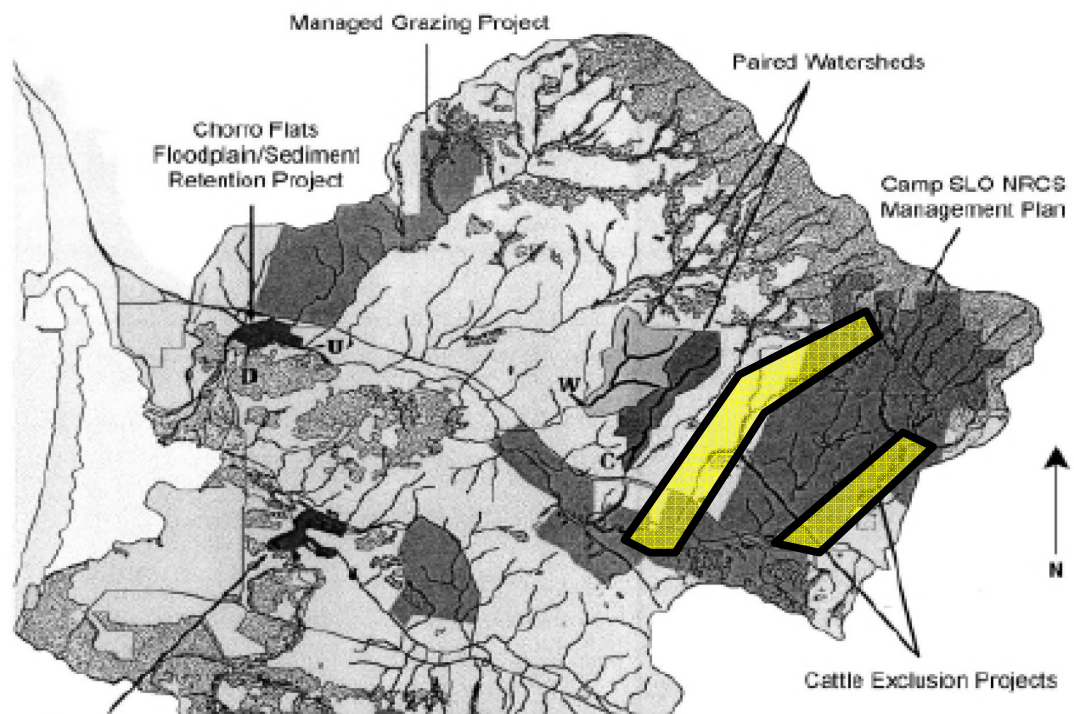 Managed Grazing Project
Paired Watersheds
Chorro Flats
Floodplain/Sediment
Retention Project
Camp SLO NRCS
Management Plan
U
D
W
C
N
Cattle Exclusion Projects